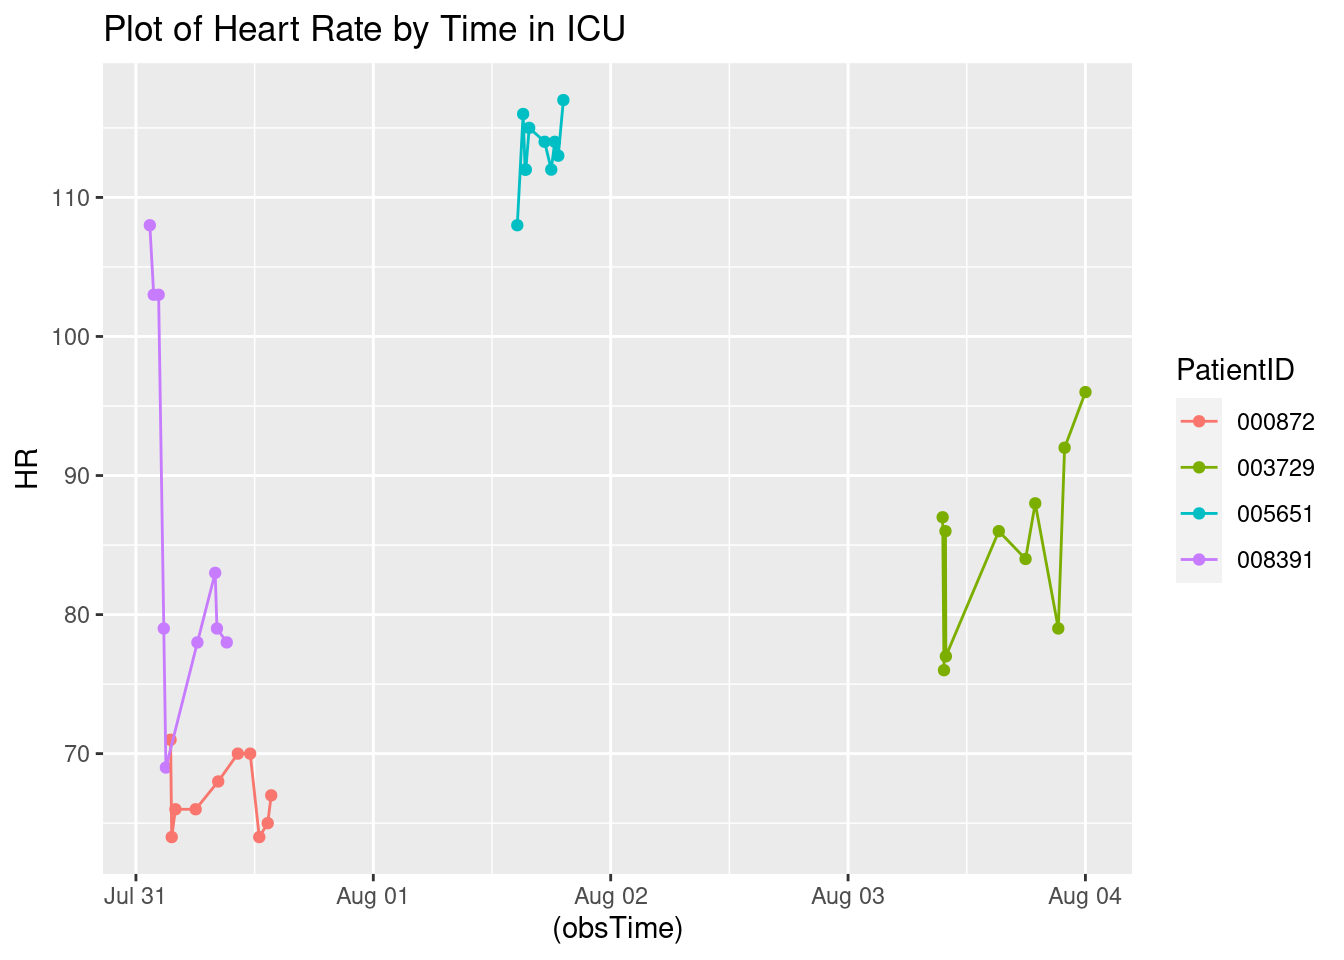 Plot of Heart Rate by Time in ICU
110
100
90
80
70
HR
Jul 31
Aug 01
Aug 02
Aug 03
Aug 04
(obsTime)
PatientID
000872
003729
005651
008391